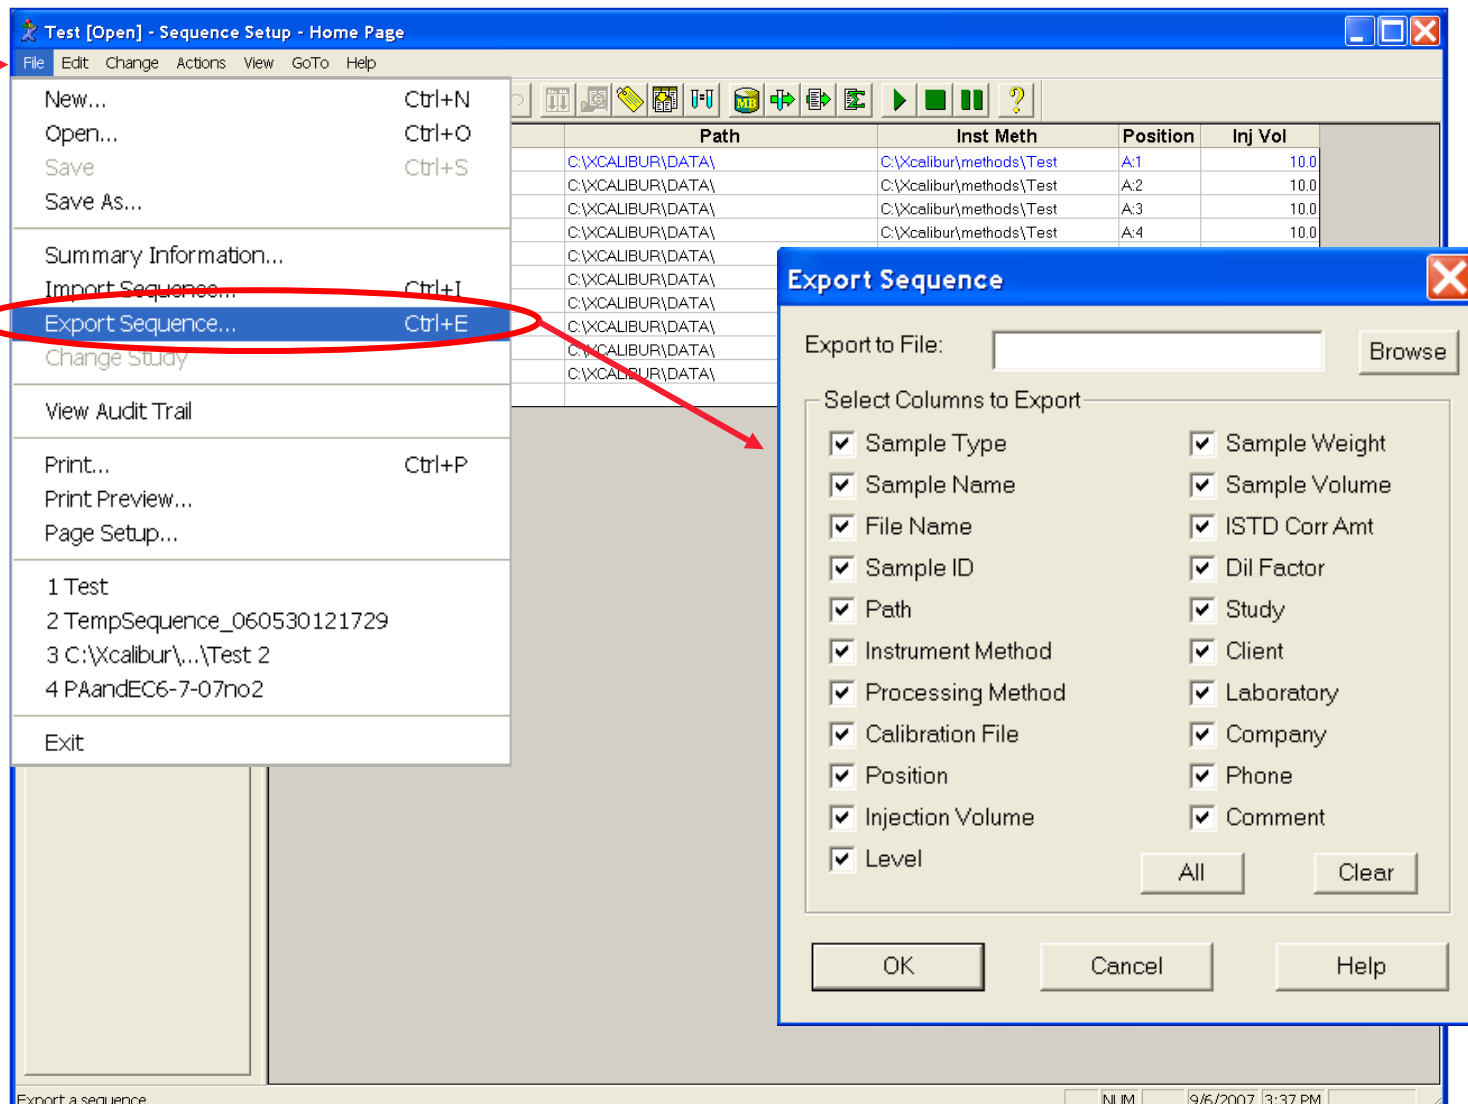 Test [Open] - Sequence Setup - Home Page
File Edit Change Actions View GoTo Help
New... Ctrl+N
Open... Ctrl+O
Save Ctrl+S
Save As...
Summary Information...
Import Sequence... Ctrl+I
Export Sequence... Ctrl+E
Change Study
View Audit Trail
Print... Ctrl+P
Print Preview...
Page Setup...
1 Test
2 TempSequence_060530121729
3 C:\Xcalibur\...\Test 2
4 PAandEC6-7-07no2
Exit
MB
Path Inst Meth Position Inj Vol
C:\XCALIBUR\DATA\ C:\Xcalibur\methods\Test A:1 10.0
C:\XCALIBUR\DATA\ C:\Xcalibur\methods\Test A:2 10.0
C:\XCALIBUR\DATA\ C:\Xcalibur\methods\Test A:3 10.0
C:\XCALIBUR\DATA\ C:\Xcalibur\methods\Test A:4 10.0
C:\XCALIBUR\DATA\
C:\XCALIBUR\DATA\
C:\XCALIBUR\DATA\
C:\XCALIBUR\DATA\
C:\XCALIBUR\DATA\
C:\XCALIBUR\DATA\
Export Sequence
Export to File: Browse
Select Columns to Export
Sample Type
Sample Name
File Name
Sample ID
Path
Instrument Method
Processing Method
Calibration File
Position
Injection Volume
Level
Sample Weight
Sample Volume
ISTD Corr Amt
Dil Factor
Study
Client
Laboratory
Company
Phone
Comment
All Clear
OK Cancel Help
Export a sequence NUM 9/6/2007 3:37 PM